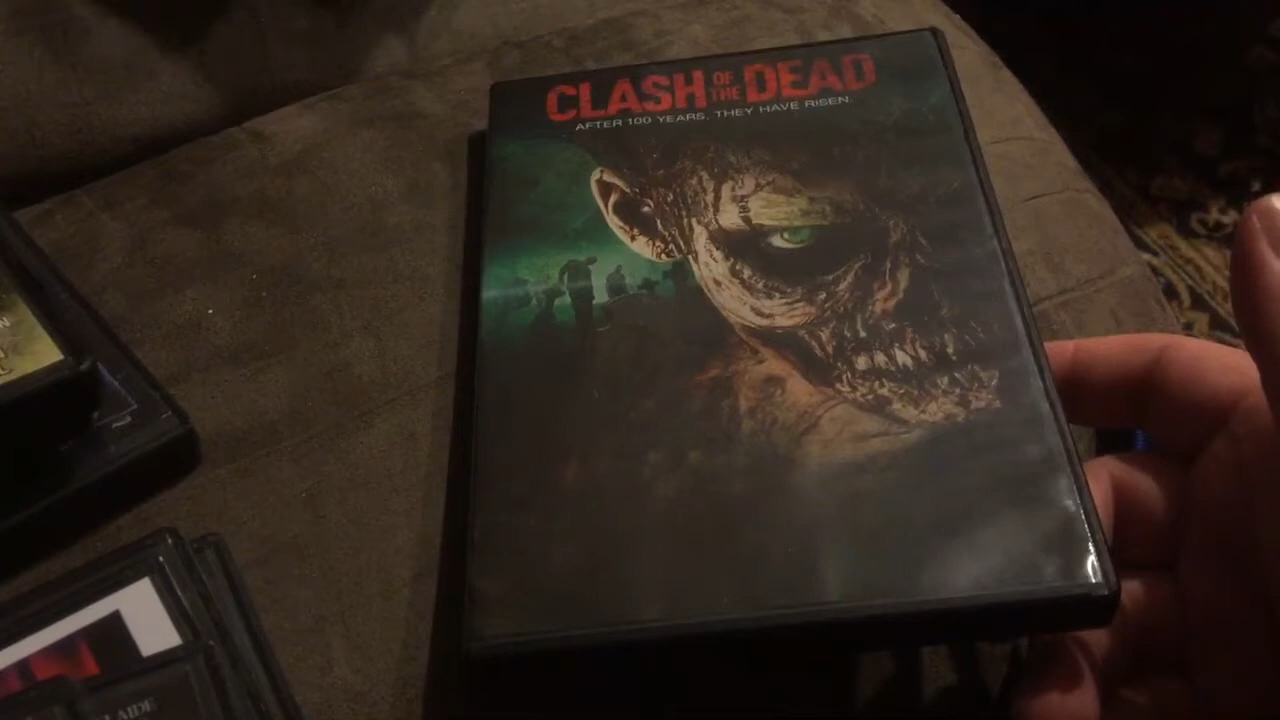 CLASH OF THE DEAD
AFTER 100 YEARS, THEY HAVE RISEN.